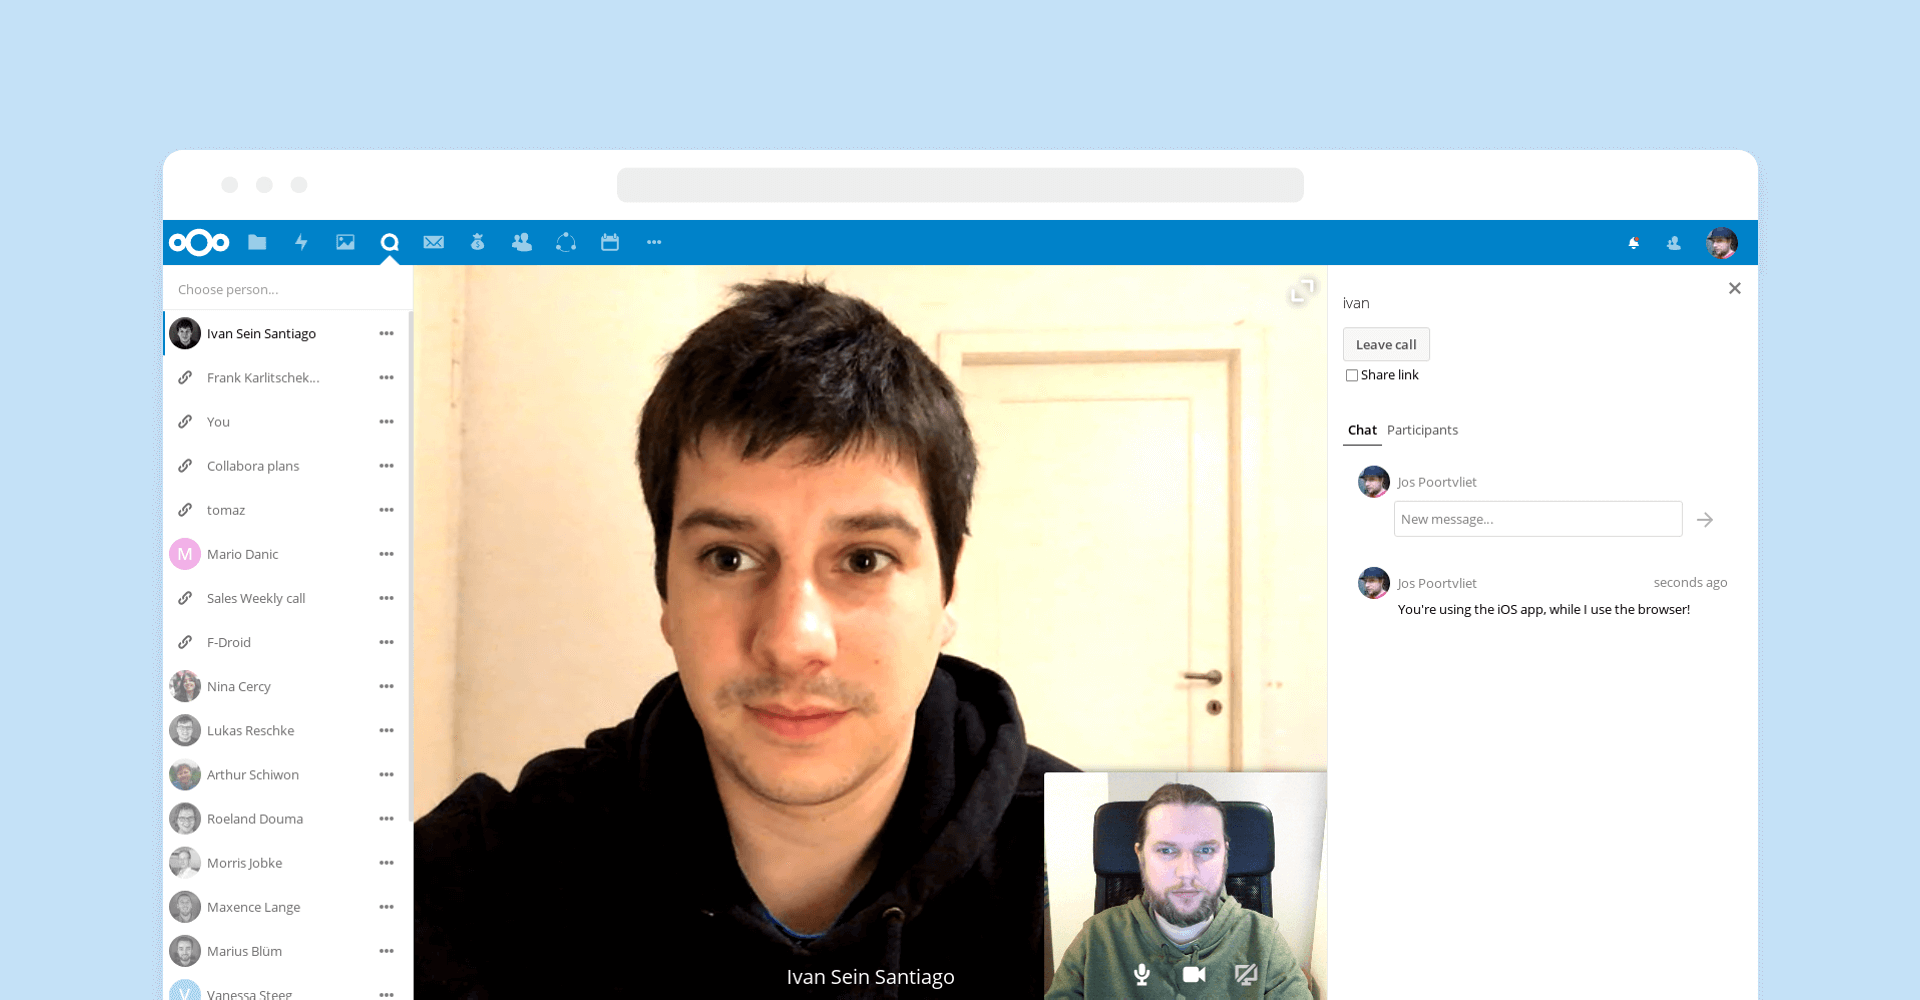 Choose person...
Ivan Sein Santiago
Frank Karlitschek...
You
Collabora plans
tomaz
M Mario Danic
Sales Weekly call
F-Droid
Nina Cercy
Lukas Reschke
Arthur Schiwon
Roeland Douma
Morris Jobke
Maxence Lange
Marius Blüm
V Vanessa Steeg
Ivan Sein Santiago
ivan
Leave call
Share link
Chat Participants
Jos Poortvliet
New message...
Jos Poortvliet seconds ago
You're using the iOS app, while I use the browser!